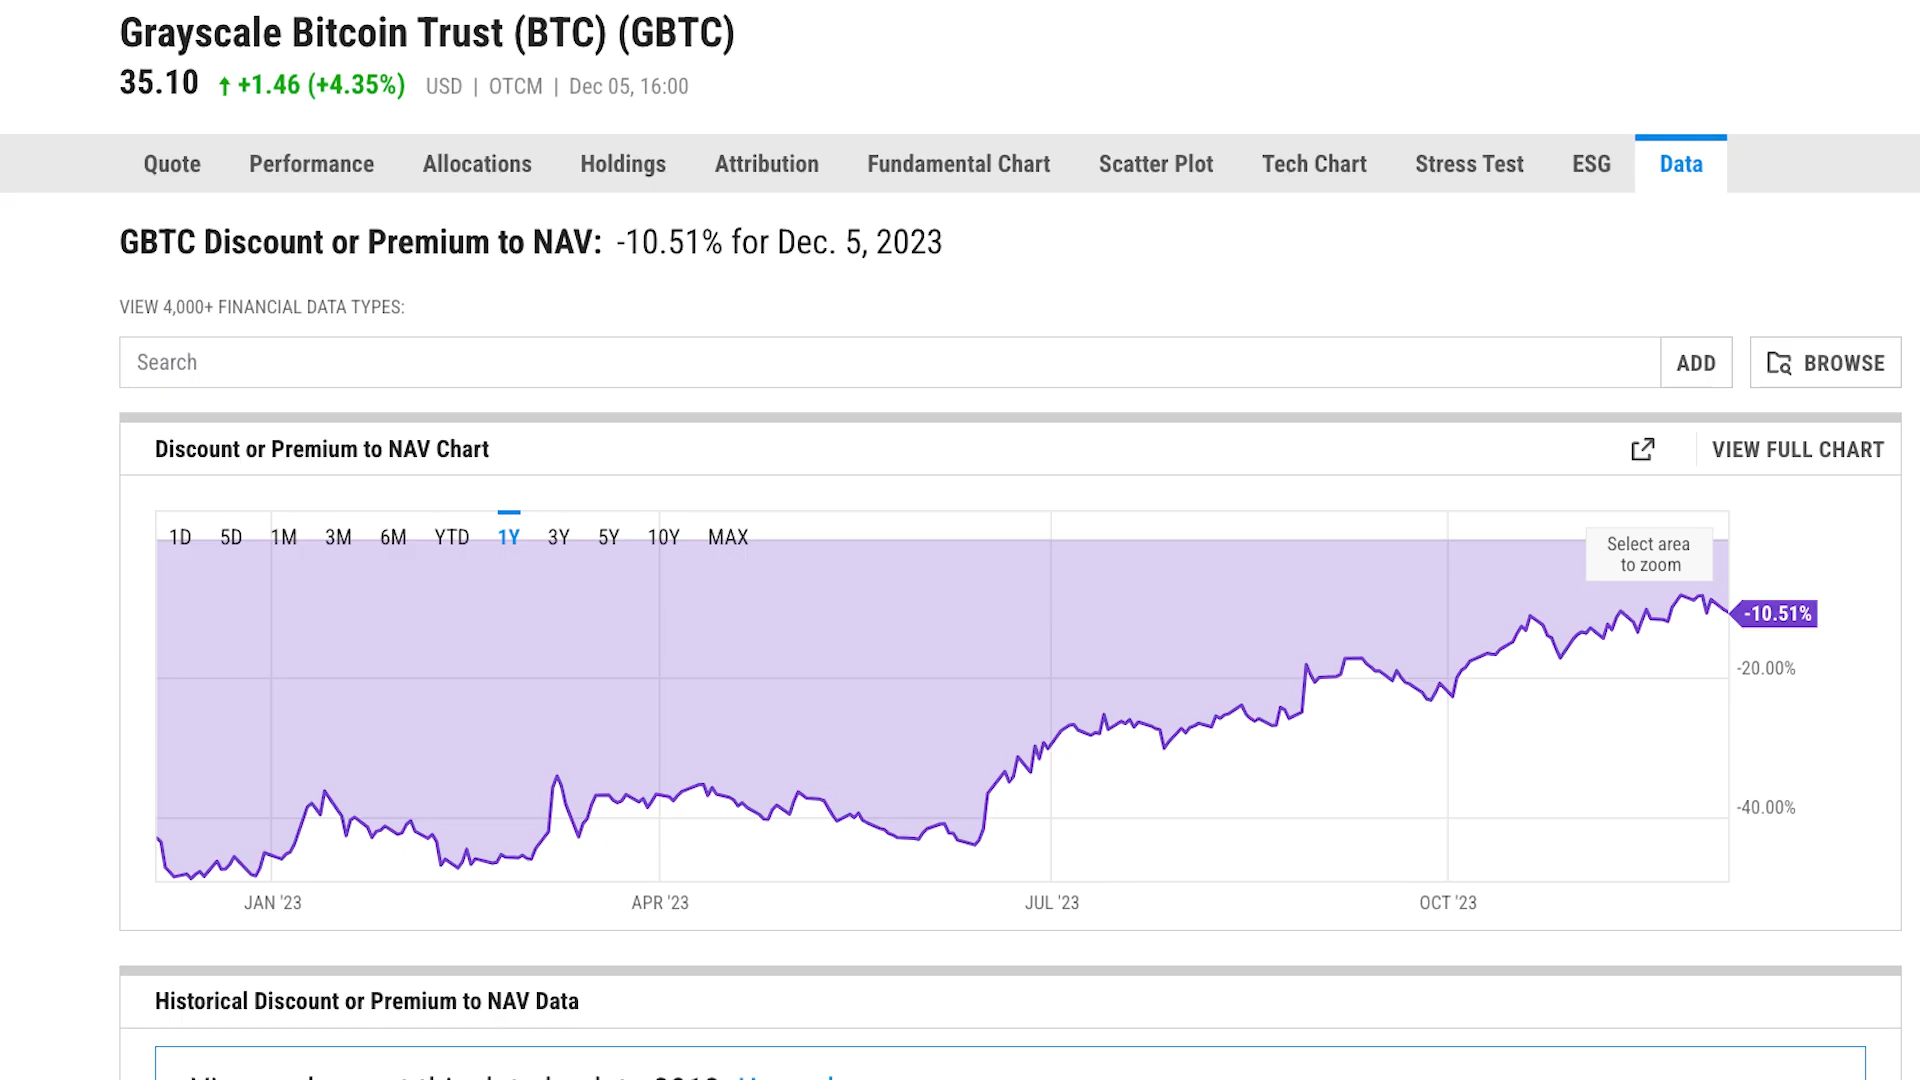 Grayscale Bitcoin Trust (BTC) (GBTC)
35.10 ↑ +1.46 (+4.35%) USD | OTCM | Dec 05, 16:00
Quote Performance Allocations Holdings Attribution Fundamental Chart Scatter Plot Tech Chart Stress Test ESG Data
GBTC Discount or Premium to NAV: -10.51% for Dec. 5, 2023
VIEW 4,000+ FINANCIAL DATA TYPES:
Search ADD BROWSE
Discount or Premium to NAV Chart VIEW FULL CHART
1D 5D 1M 3M 6M YTD 1Y 3Y 5Y 10Y MAX
Select area
to zoom
-10.51%
-20.00%
-40.00%
JAN '23 APR '23 JUL '23 OCT '23
Historical Discount or Premium to NAV Data